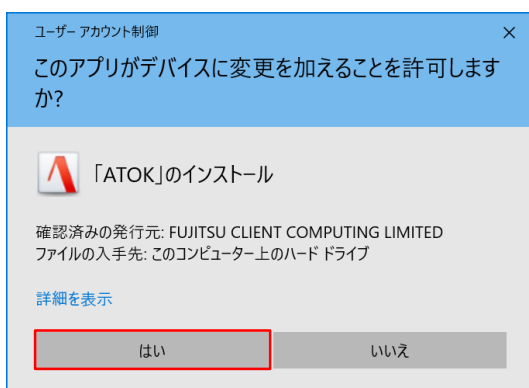 ユーザー アカウント制御
このアプリがデバイスに変更を加えることを許可します
か?
「ATOK」のインストール
確認済みの発行元: FUJITSU CLIENT COMPUTING LIMITED
ファイルの入手先: このコンピューター上のハード ドライブ
詳細を表示
はい
いいえ